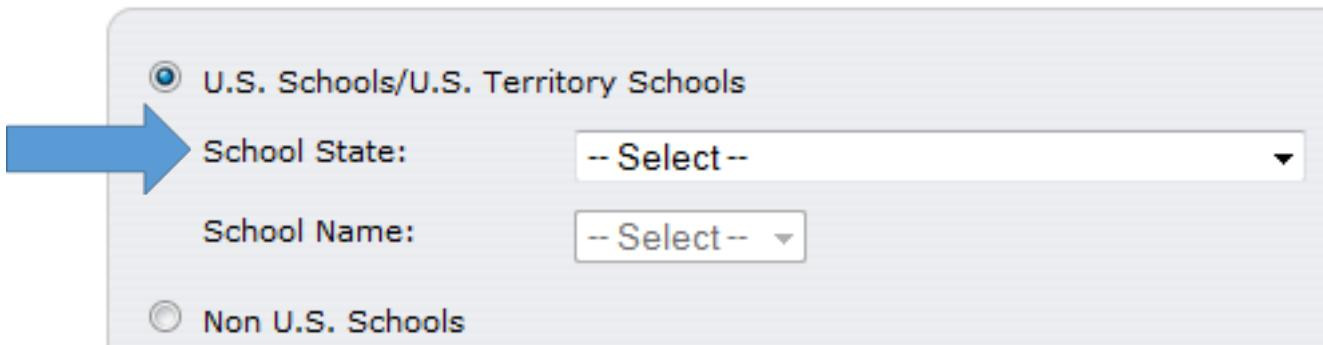 U.S. Schools/U.S. Territory Schools
School State: -- Select --
School Name: -- Select --
Non U.S. Schools